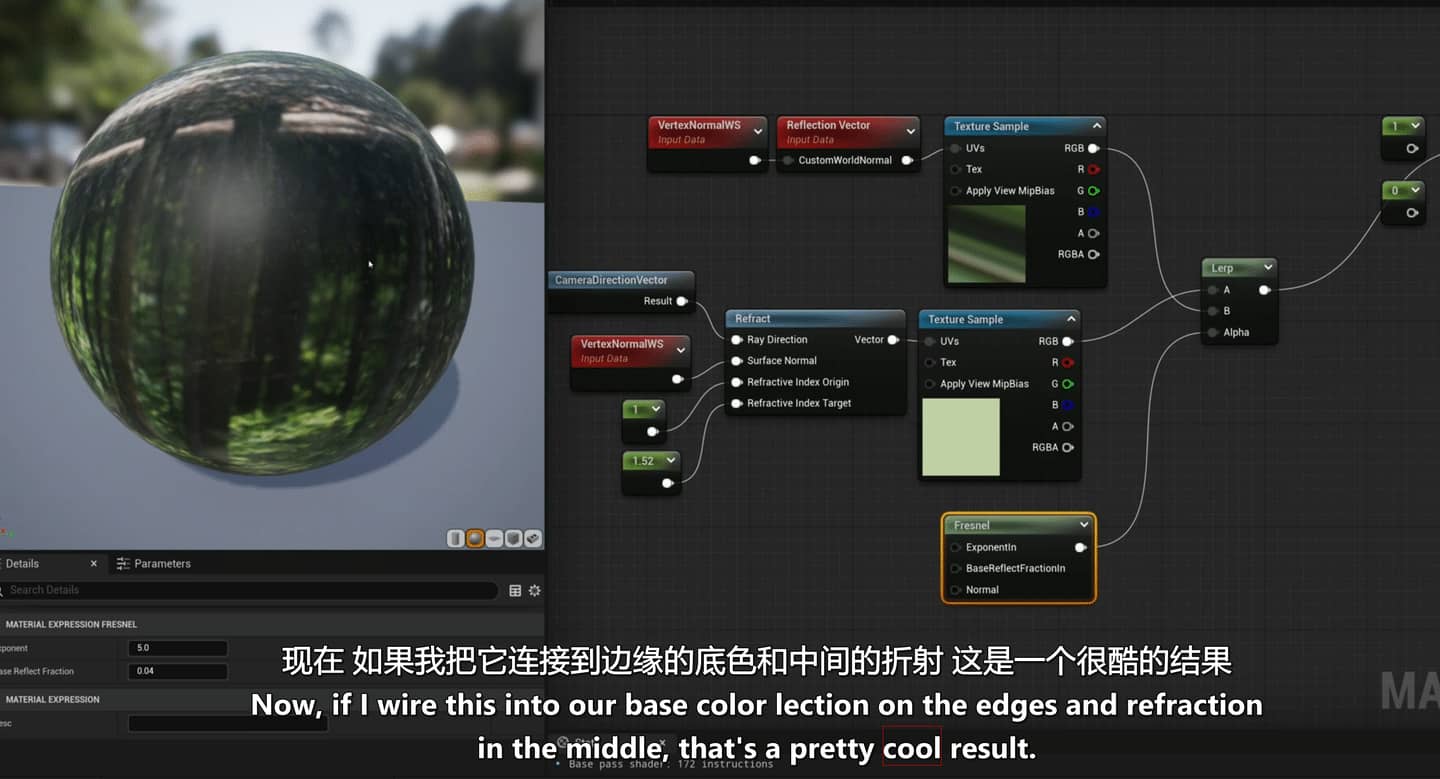 VertexNormalWS
Input Data
Reflection Vector
Input Data
CustomWorldNormal
Texture Sample
UVs
RGB
Tex
R
Apply View MipBias
G
B
A
RGBA
1
0
Lerp
A
B
Alpha
CameraDirectionVector
Result
VertexNormalWS
Input Data
1
1.52
Refract
Ray Direction
Vector
Surface Normal
Refractive Index Origin
Refractive Index Target
Texture Sample
UVs
RGB
Tex
R
Apply View MipBias
G
B
A
RGBA
Fresnel
ExponentIn
BaseReflectFractionIn
Normal
Details
Parameters
Search Details
MATERIAL EXPRESSION FRESNEL
xponent
5.0
ase Reflect Fraction
0.04
MATERIAL EXPRESSION
esc
MA
现在 如果我把它连接到边缘的底色和中间的折射 这是一个很酷的结果
Now, if I wire this into our base color lection on the edges and refraction
in the middle, that's a pretty cool result.
Base pass shader: 172 instructions